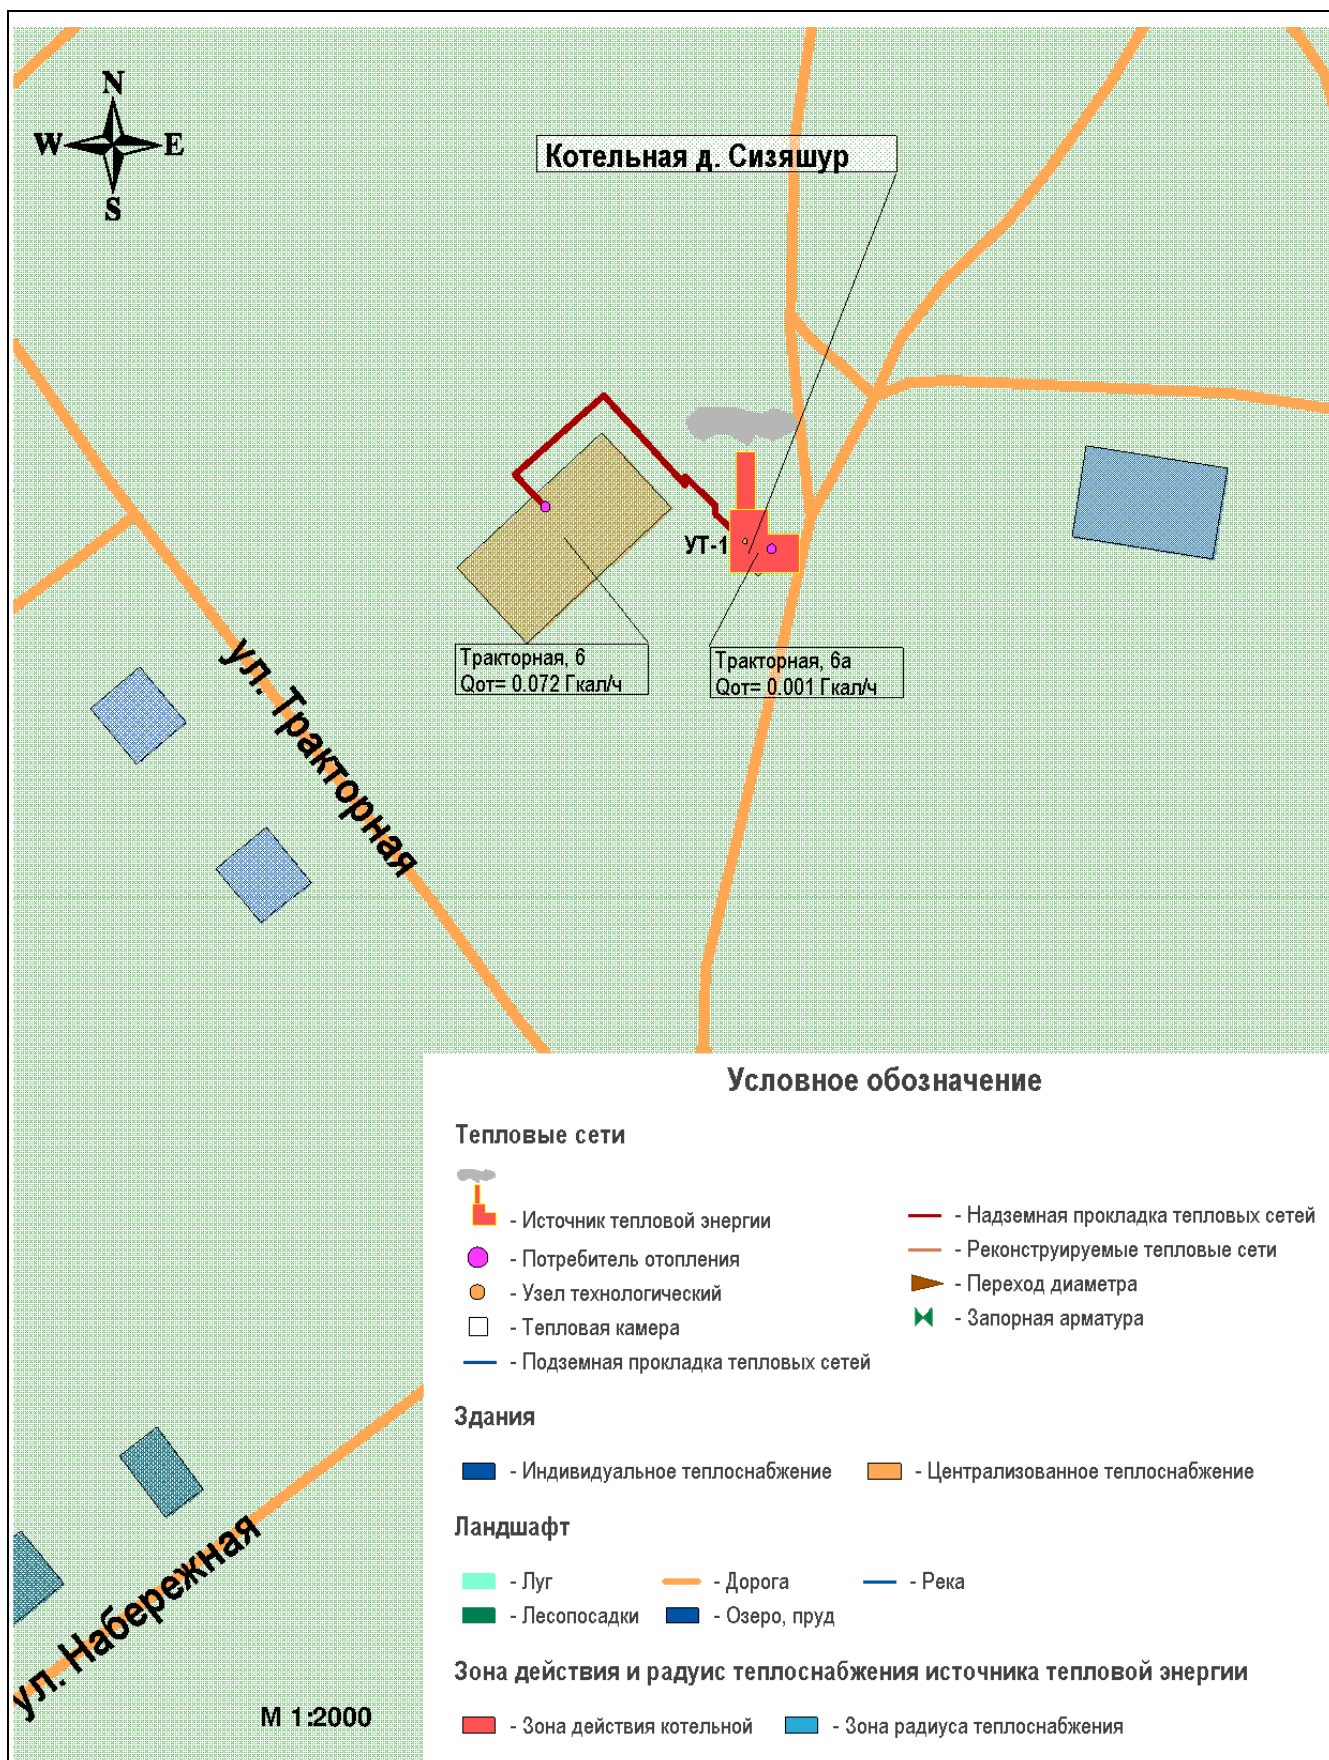 N
W E
S
Котельная д. Сизяшур
УТ-1
Тракторная, 6
Qот= 0.072 Гкал/ч
Тракторная, 6а
Qот= 0.001 Гкал/ч
ул. Тракторная
ул. Набережная
М 1:2000
Условное обозначение
Тепловые сети
- Источник тепловой энергии
- Потребитель отопления
- Узел технологический
- Тепловая камера
- Подземная прокладка тепловых сетей
- Надземная прокладка тепловых сетей
- Реконструируемые тепловые сети
- Переход диаметра
- Запорная арматура
Здания
- Индивидуальное теплоснабжение - Централизованное теплоснабжение
Ландшафт
- Луг - Дорога - Река
- Лесопосадки - Озеро, пруд
Зона действия и радуис теплоснабжения источника тепловой энергии
- Зона действия котельной - Зона радиуса теплоснабжения